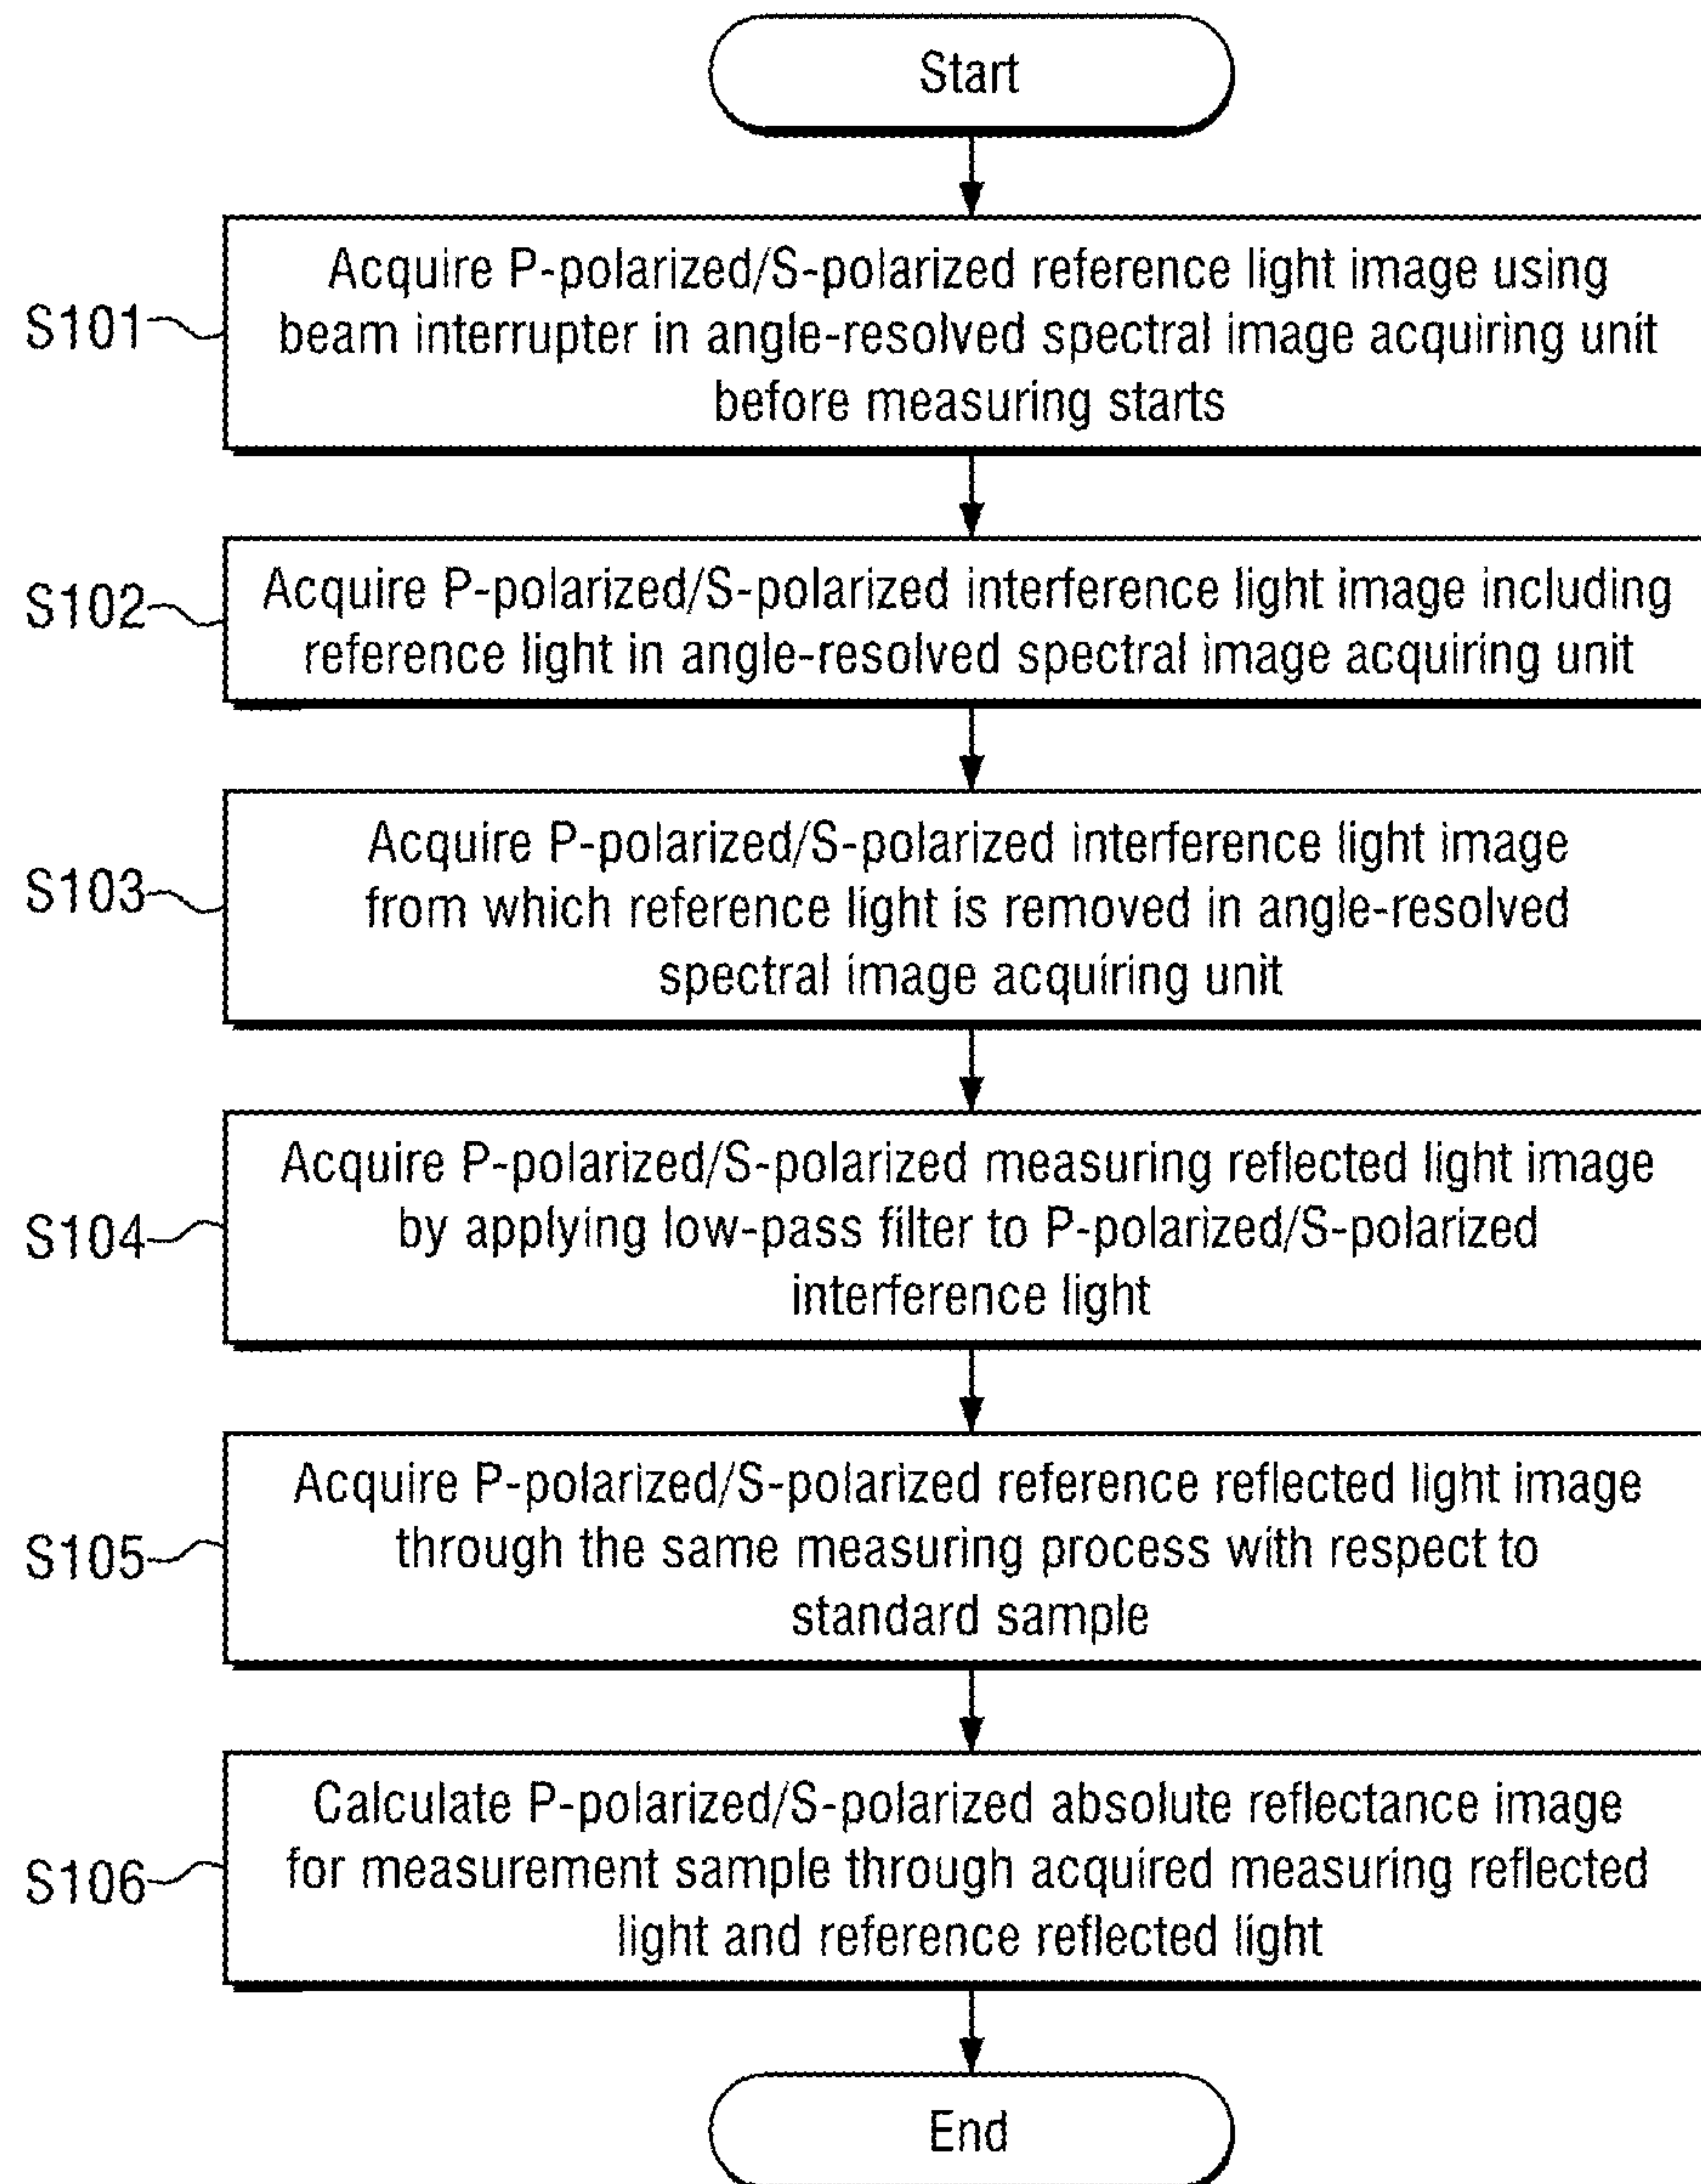 Start
S101
Acquire P-polarized/S-polarized reference light image using
beam interrupter in angle-resolved spectral image acquiring unit
before measuring starts
S102
Acquire P-polarized/S-polarized interference light image including
reference light in angle-resolved spectral image acquiring unit
S103
Acquire P-polarized/S-polarized interference light image
from which reference light is removed in angle-resolved
spectral image acquiring unit
S104
Acquire P-polarized/S-polarized measuring reflected light image
by applying low-pass filter to P-polarized/S-polarized
interference light
S105
Acquire P-polarized/S-polarized reference reflected light image
through the same measuring process with respect to
standard sample
S106
Calculate P-polarized/S-polarized absolute reflectance image
for measurement sample through acquired measuring reflected
light and reference reflected light
End